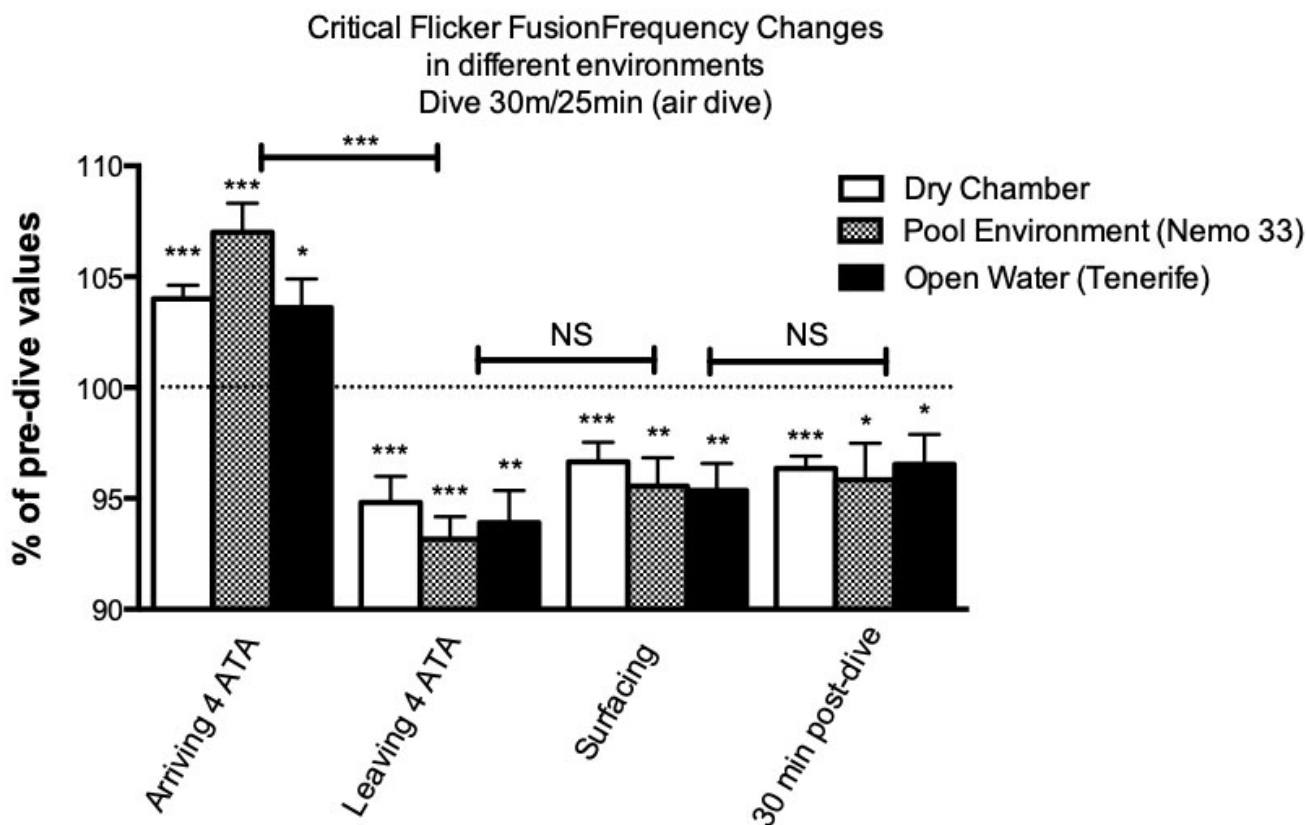 Critical Flicker FusionFrequency Changes
in different environments
Dive 30m/25min (air dive)
***
110
105
100
95
90
% of pre-dive values
Dry Chamber
Pool Environment (Nemo 33)
Open Water (Tenerife)
*** *** *
NS NS
*** *** **
*** ** **
*** * *
Arriving 4 ATA
Leaving 4 ATA
Surfacing
30 min post-dive